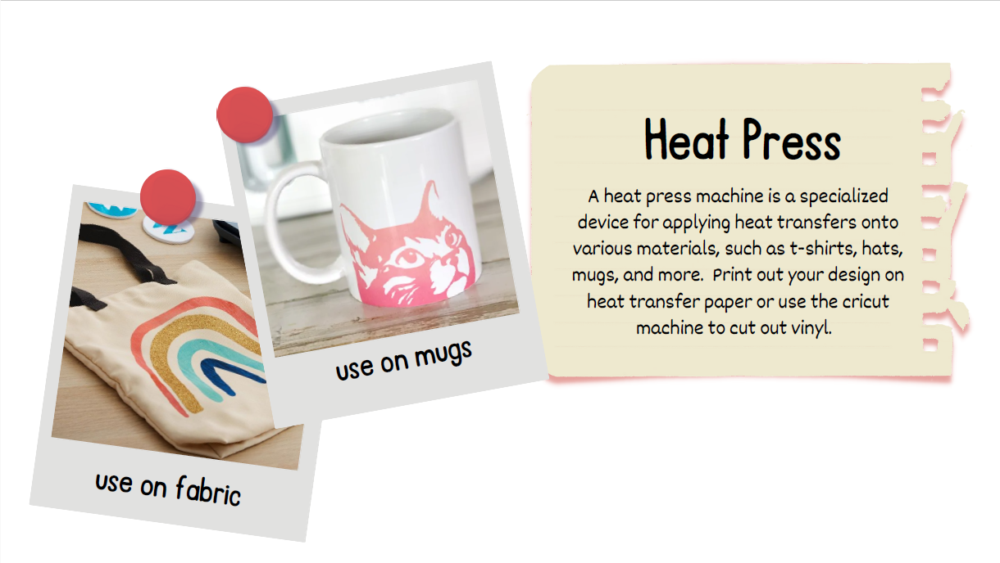 Heat Press
A heat press machine is a specialized
device for applying heat transfers onto
various materials, such as t-shirts, hats,
mugs, and more.  Print out your design on
heat transfer paper or use the cricut
machine to cut out vinyl.
use on mugs
use on fabric